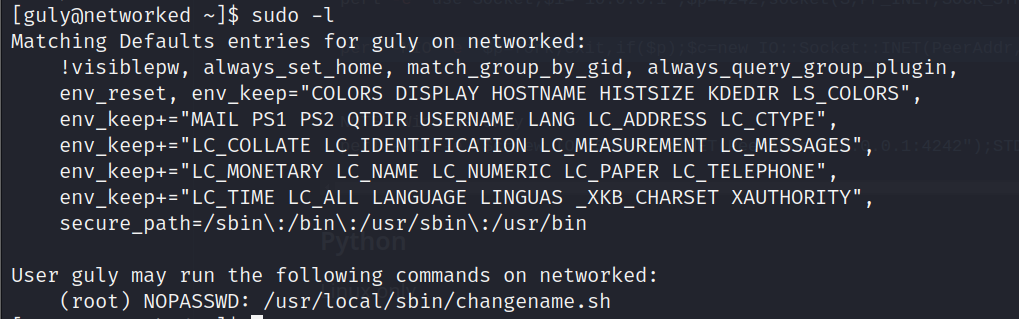 [guly@networked ~]$ sudo -l
Matching Defaults entries for guly on networked:
    !visiblepw, always_set_home, match_group_by_gid, always_query_group_plugin,
    env_reset, env_keep="COLORS DISPLAY HOSTNAME HISTSIZE KDEDIR LS_COLORS",
    env_keep+="MAIL PS1 PS2 QTDIR USERNAME LANG LC_ADDRESS LC_CTYPE",
    env_keep+="LC_COLLATE LC_IDENTIFICATION LC_MEASUREMENT LC_MESSAGES",
    env_keep+="LC_MONETARY LC_NAME LC_NUMERIC LC_PAPER LC_TELEPHONE",
    env_keep+="LC_TIME LC_ALL LANGUAGE LINGUAS _XKB_CHARSET XAUTHORITY",
    secure_path=/sbin\:/bin\:/usr/sbin\:/usr/bin
Python
User guly may run the following commands on networked:
    (root) NOPASSWD: /usr/local/sbin/changename.sh